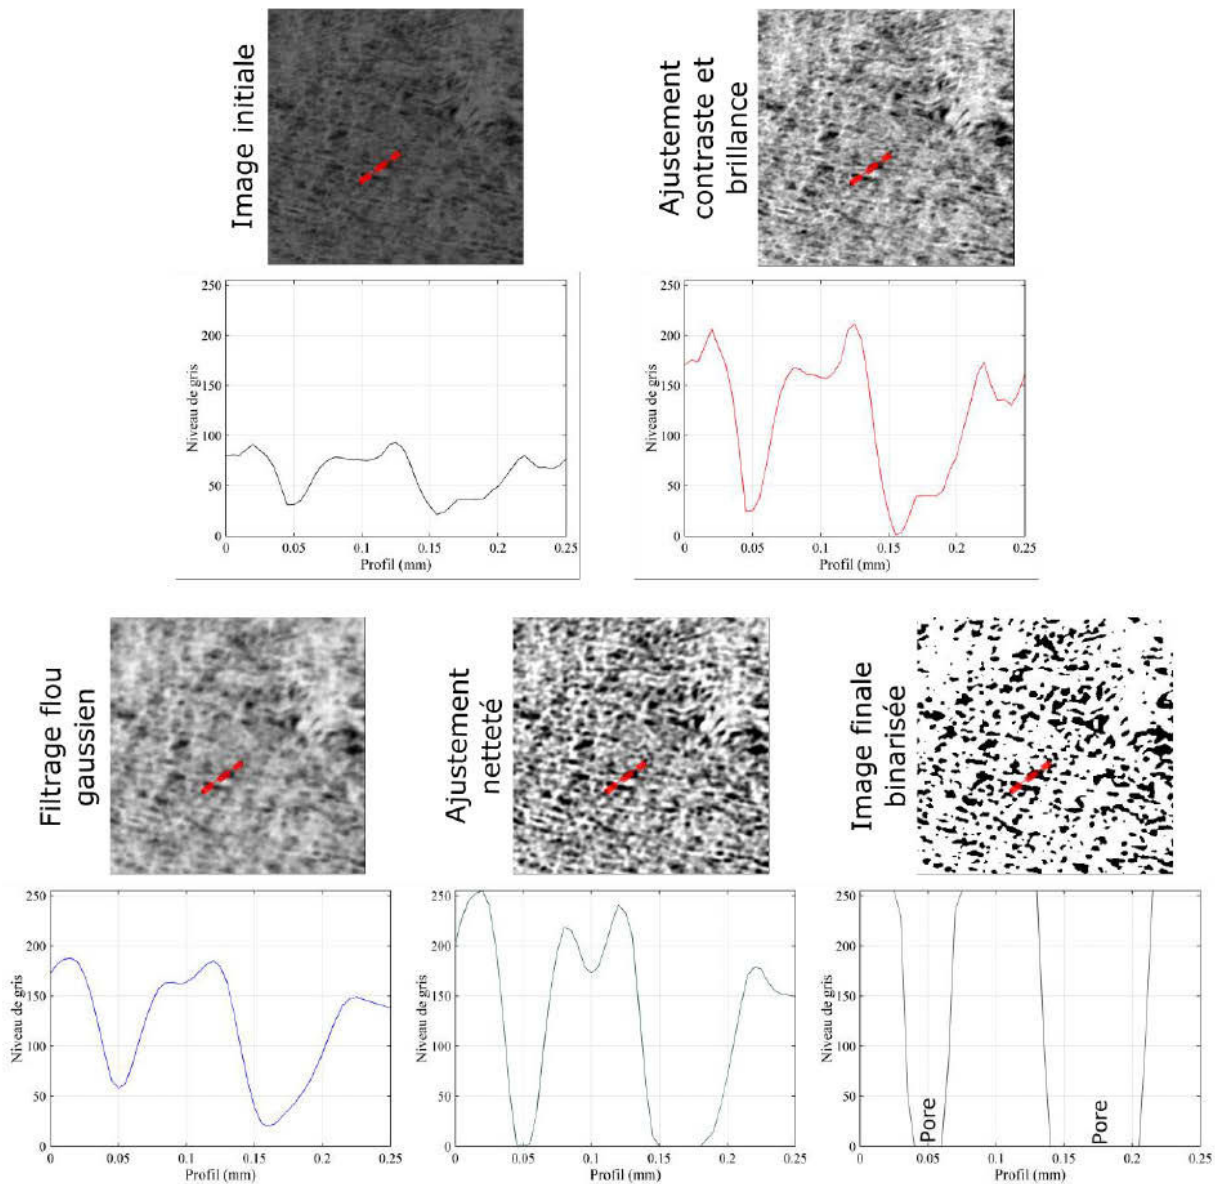 Image initiale
Ajustement
contraste et
brillance
250
200
150
100
50
0
Niveau de gris
0
0.05
0.1
0.15
0.2
0.25
Profil (mm)
250
200
150
100
50
0
Niveau de gris
0
0.05
0.1
0.15
0.2
0.25
Profil (mm)
Filtrage flou
gaussien
Ajustement
netteté
Image finale
binarisée
250
200
150
100
50
0
Niveau de gris
0
0.05
0.1
0.15
0.2
0.25
Profil (mm)
250
200
150
100
50
0
Niveau de gris
0
0.05
0.1
0.15
0.2
0.25
Profil (mm)
250
200
150
100
50
0
Niveau de gris
Pore
Pore
0
0.05
0.1
0.15
0.2
0.25
Profil (mm)